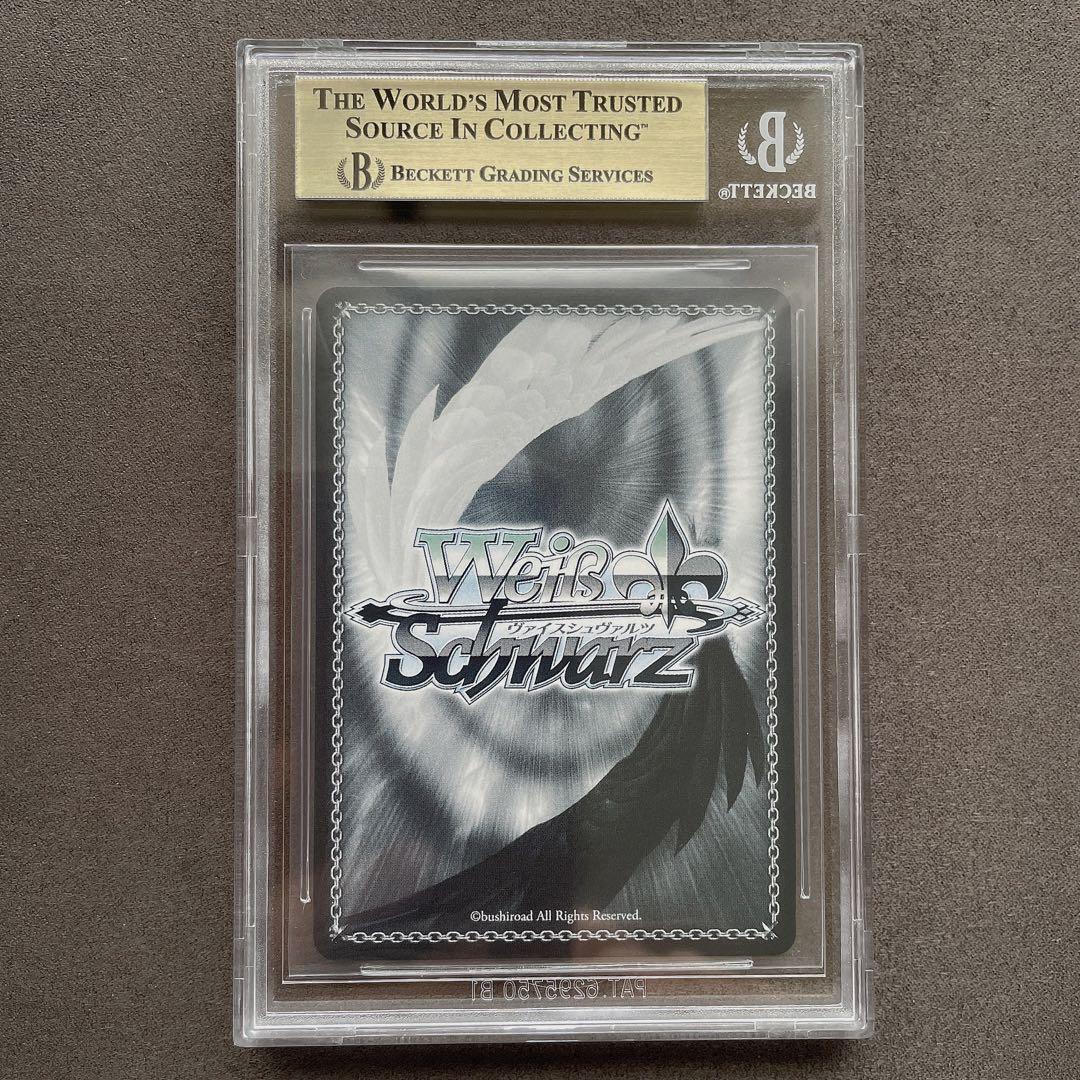 THE WORLD'S MOST TRUSTED
SOURCE IN COLLECTING™
B BECKETT GRADING SERVICES
B
BECKETT®
Weiß
ヴァイスシュヴァルツ
Schwarz
©bushiroad All Rights Reserved.
PAT. 6295750 B1